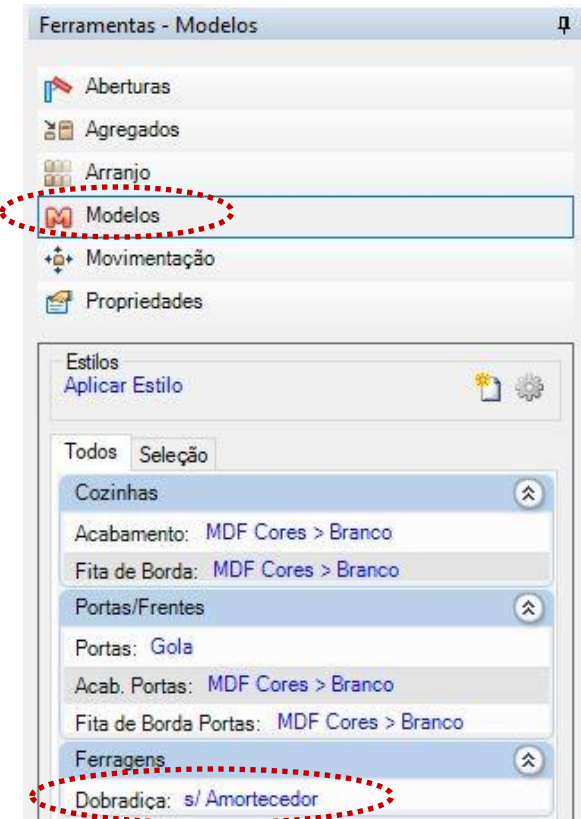 Ferramentas - Modelos
Aberturas
Agregados
Arranjo
Modelos
Movimentação
Propriedades
Estilos
Aplicar Estilo
Todos Seleção
Cozinhas
Acabamento: MDF Cores > Branco
Fita de Borda: MDF Cores > Branco
Portas/Frentes
Portas: Gola
Acab. Portas: MDF Cores > Branco
Fita de Borda Portas: MDF Cores > Branco
Ferragens
Dobradiça: s/ Amortecedor